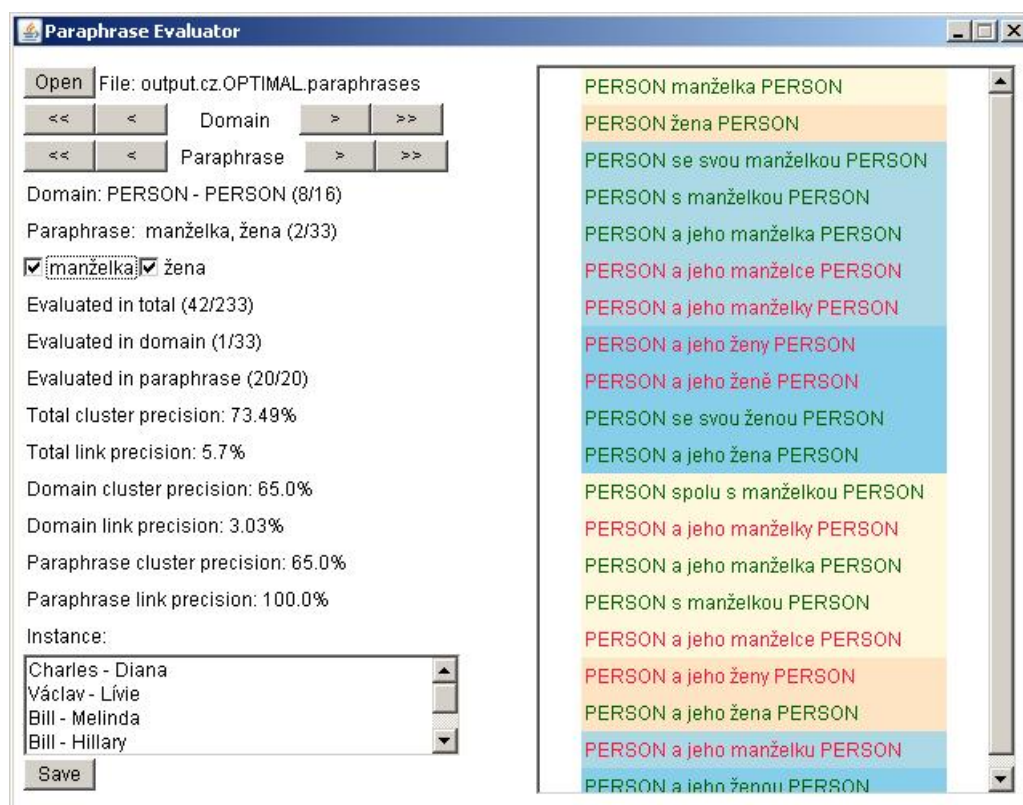 Paraphrase Evaluator
Open File: output.cz.OPTIMAL.paraphrases
<< < Domain > >>
<< < Paraphrase > >>
Domain: PERSON - PERSON (8/16)
Paraphrase: manželka, žena (2/33)
manželka žena
Evaluated in total (42/233)
Evaluated in domain (1/33)
Evaluated in paraphrase (20/20)
Total cluster precision: 73.49%
Total link precision: 5.7%
Domain cluster precision: 65.0%
Domain link precision: 3.03%
Paraphrase cluster precision: 65.0%
Paraphrase link precision: 100.0%
Instance:
Charles - Diana
Václav - Lívie
Bill - Melinda
Bill - Hillary
Save
PERSON manželka PERSON
PERSON žena PERSON
PERSON se svou manželkou PERSON
PERSON s manželkou PERSON
PERSON a jeho manželka PERSON
PERSON a jeho manželce PERSON
PERSON a jeho manželky PERSON
PERSON a jeho ženy PERSON
PERSON a jeho ženě PERSON
PERSON se svou ženou PERSON
PERSON a jeho žena PERSON
PERSON spolu s manželkou PERSON
PERSON a jeho manželky PERSON
PERSON a jeho manželka PERSON
PERSON s manželkou PERSON
PERSON a jeho manželce PERSON
PERSON a jeho ženy PERSON
PERSON a jeho žena PERSON
PERSON a jeho manželku PERSON
PERSON a jeho ženou PERSON